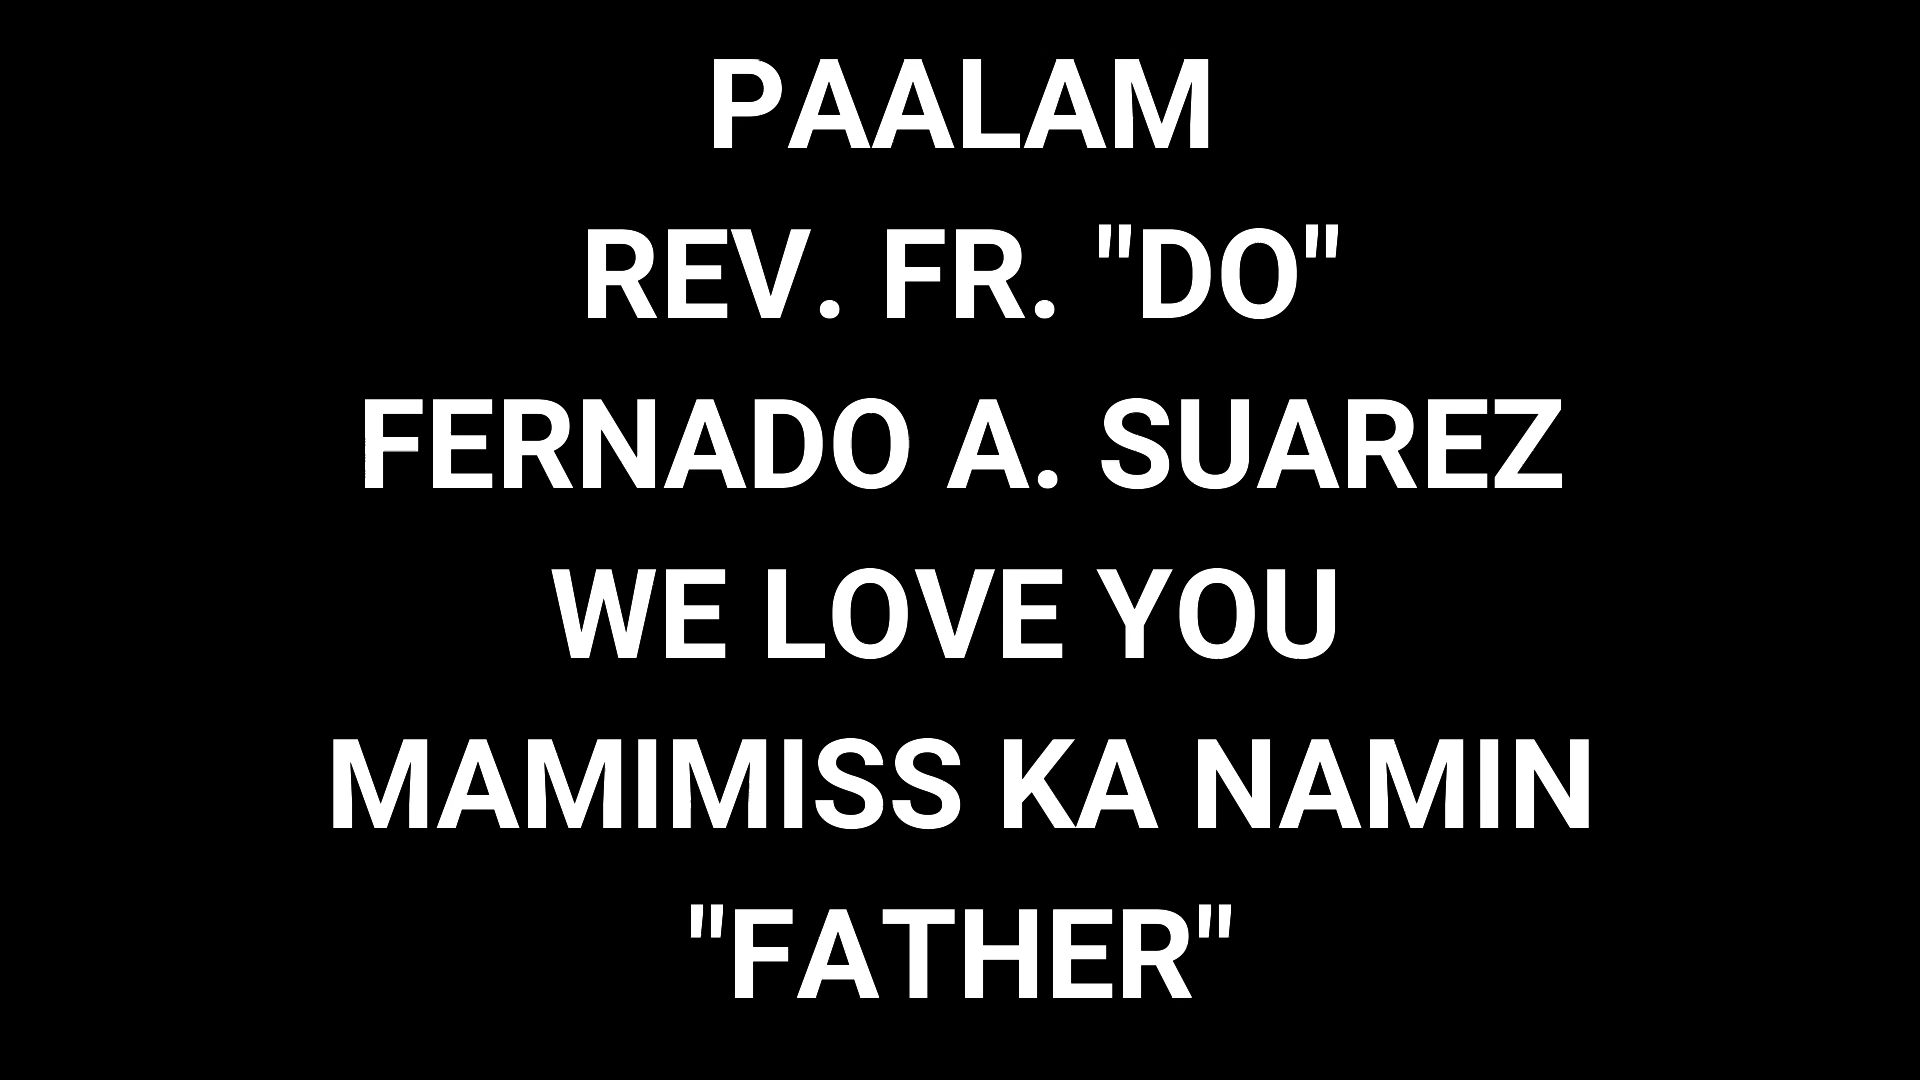 PAALAM
REV. FR. "DO"
FERNADO A. SUAREZ
WE LOVE YOU
MAMIMISS KA NAMIN
"FATHER"